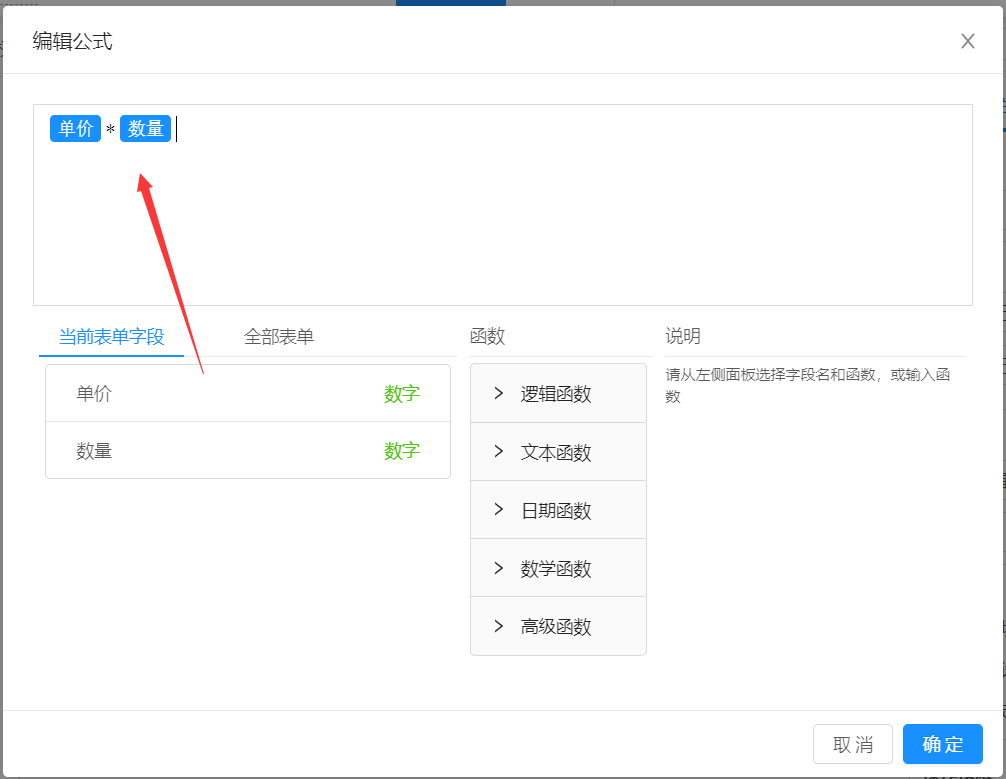 编辑公式
单价 * 数量
当前表单字段
全部表单
函数
说明
单价 数字
数量 数字
逻辑函数
文本函数
日期函数
数学函数
高级函数
请从左侧面板选择字段名和函数，或输入函
数
取消
确定